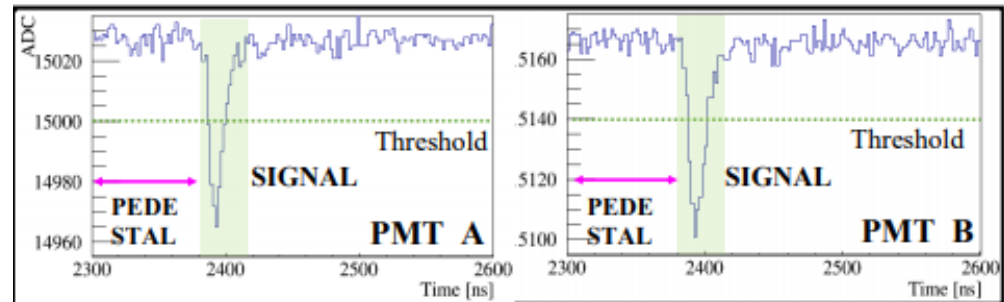 ADC
15020
15000
14980
14960
Threshold
SIGNAL
PEDE
STAL
PMT A
2300 2400 2500 2600
Time [ns]
.5160
.5140
.5120
.5100
Threshold
SIGNAL
PEDE
STAL
PMT B
2300 2400 2500 2600
Time [ns]